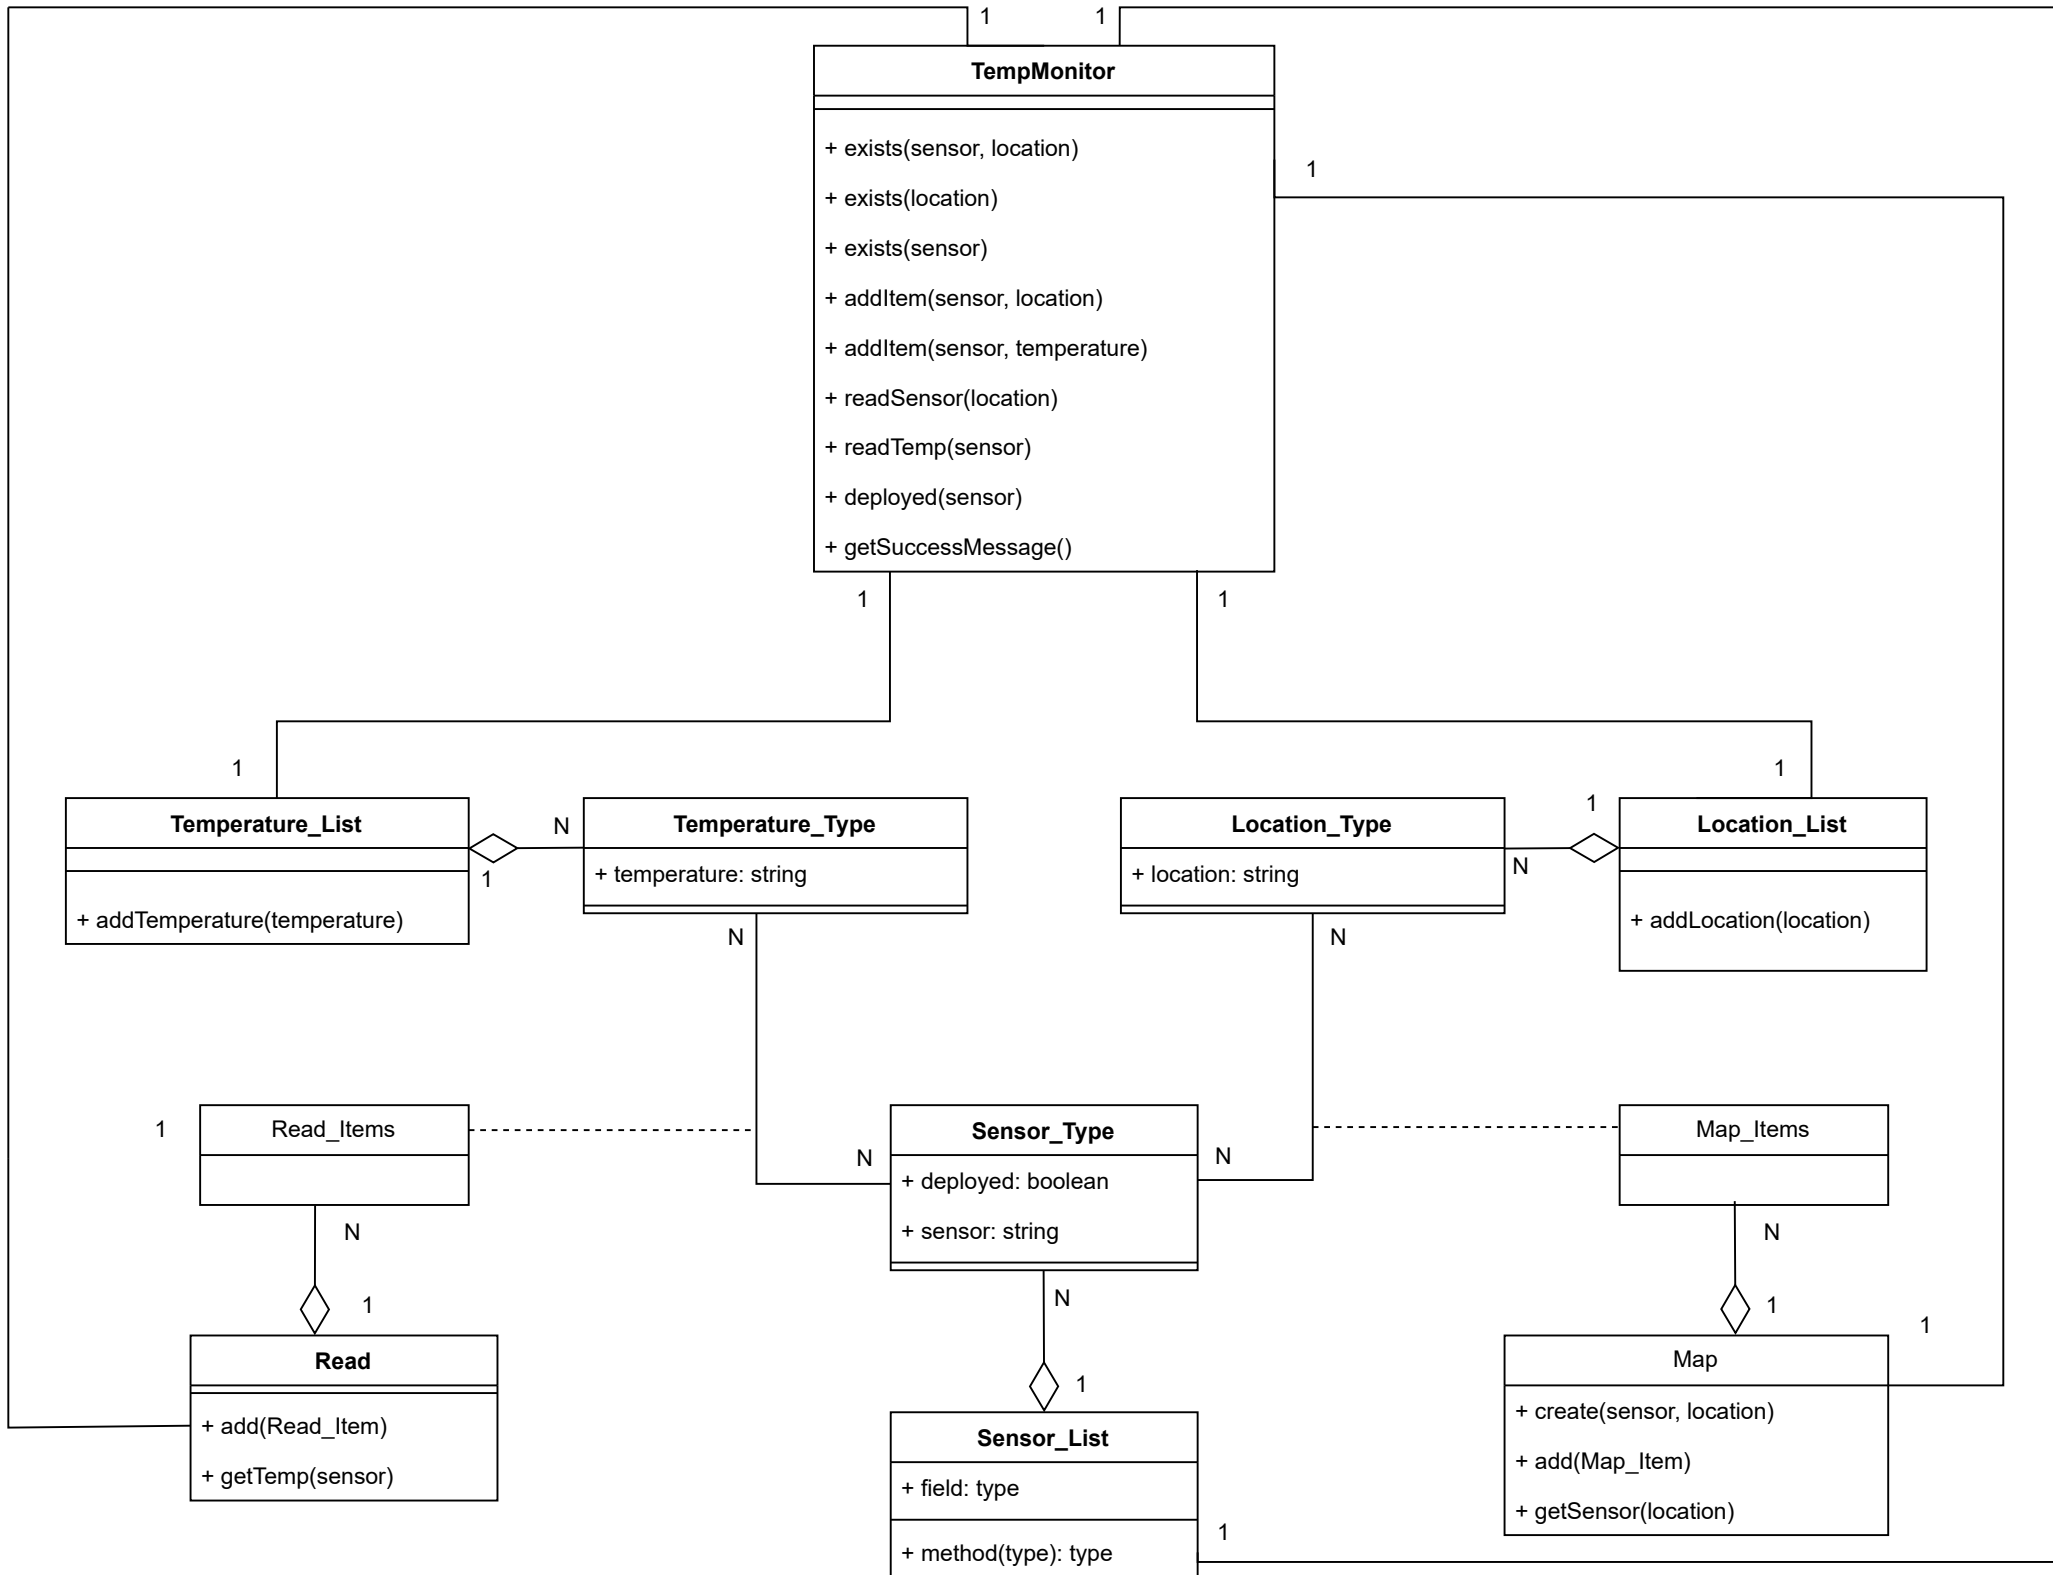 1
1
TempMonitor
+ exists(sensor, location)
1
+ exists(location)
+ exists(sensor)
+ addItem(sensor, location)
+ addItem(sensor, temperature)
+ readSensor(location)
+ readTemp(sensor)
+ deployed(sensor)
+ getSuccessMessage()
1
1
1
1
Temperature_List
+ addTemperature(temperature)
1
N
Temperature_Type
+ temperature: string
N
Location_Type
+ location: string
N
1
N
Location_List
+ addLocation(location)
1
Read_Items
N
1
Read
+ add(Read_Item)
+ getTemp(sensor)
N
Sensor_Type
+ deployed: boolean
+ sensor: string
N
N
1
Sensor_List
+ field: type
+ method(type): type
1
Map_Items
N
1
1
Map
+ create(sensor, location)
+ add(Map_Item)
+ getSensor(location)